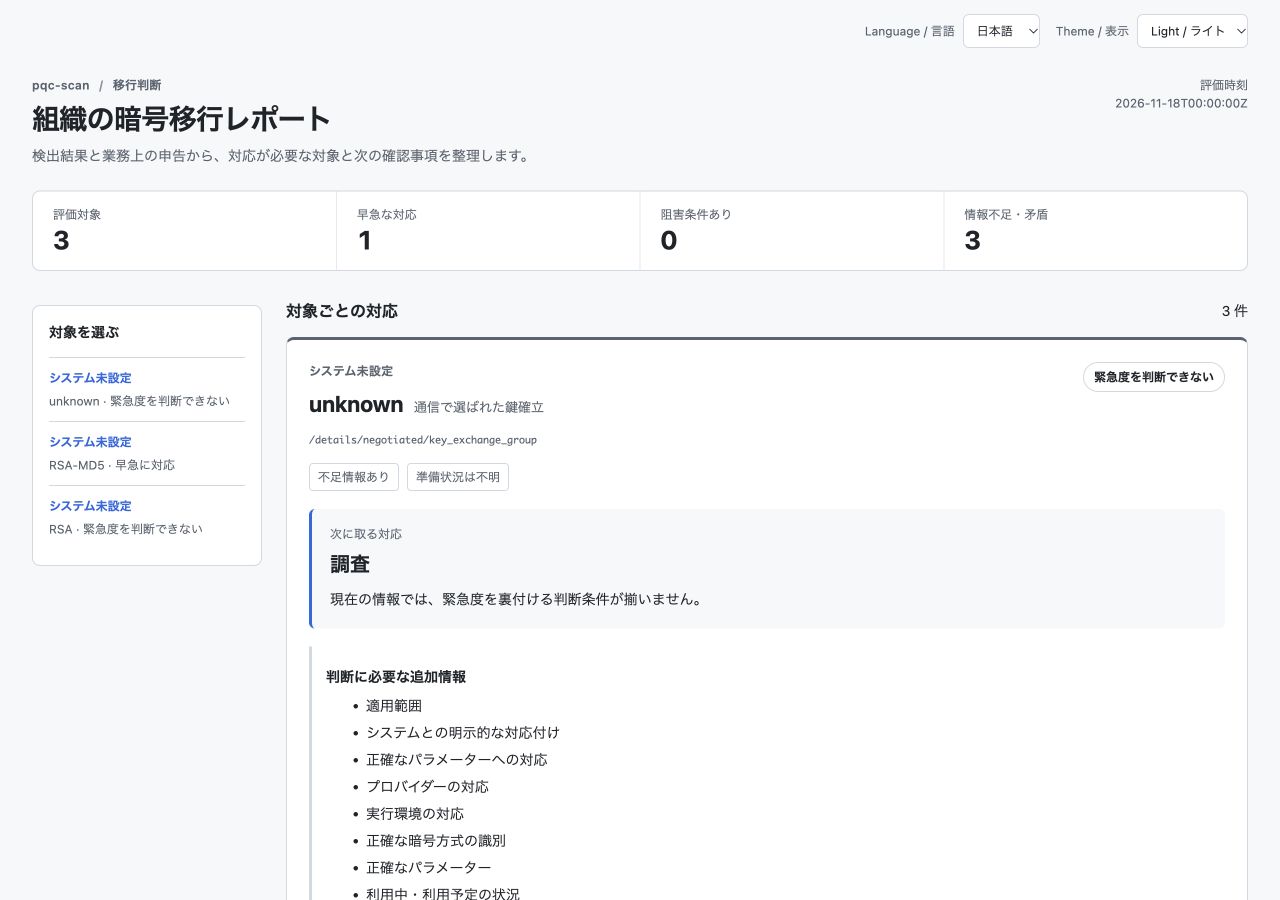 Language / 言語 日本語 Theme / 表示 Light / ライト
pqc-scan / 移行判断
組織の暗号移行レポート
検出結果と業務上の申告から、対応が必要な対象と次の確認事項を整理します。
評価時刻
2026-11-18T00:00:00Z
評価対象
3
早急な対応
1
阻害条件あり
0
情報不足・矛盾
3
対象を選ぶ
システム未設定
unknown · 緊急度を判断できない
システム未設定
RSA-MD5 · 早急に対応
システム未設定
RSA · 緊急度を判断できない
対象ごとの対応
3 件
システム未設定
緊急度を判断できない
unknown 通信で選ばれた鍵確立
/details/negotiated/key_exchange_group
不足情報あり 準備状況は不明
次に取る対応
調査
現在の情報では、緊急度を裏付ける判断条件が揃いません。
判断に必要な追加情報
• 適用範囲
• システムとの明示的な対応付け
• 正確なパラメーターへの対応
• プロバイダーの対応
• 実行環境の対応
• 正確な暗号方式の識別
• 正確なパラメーター
• 利用中・利用予定の状況